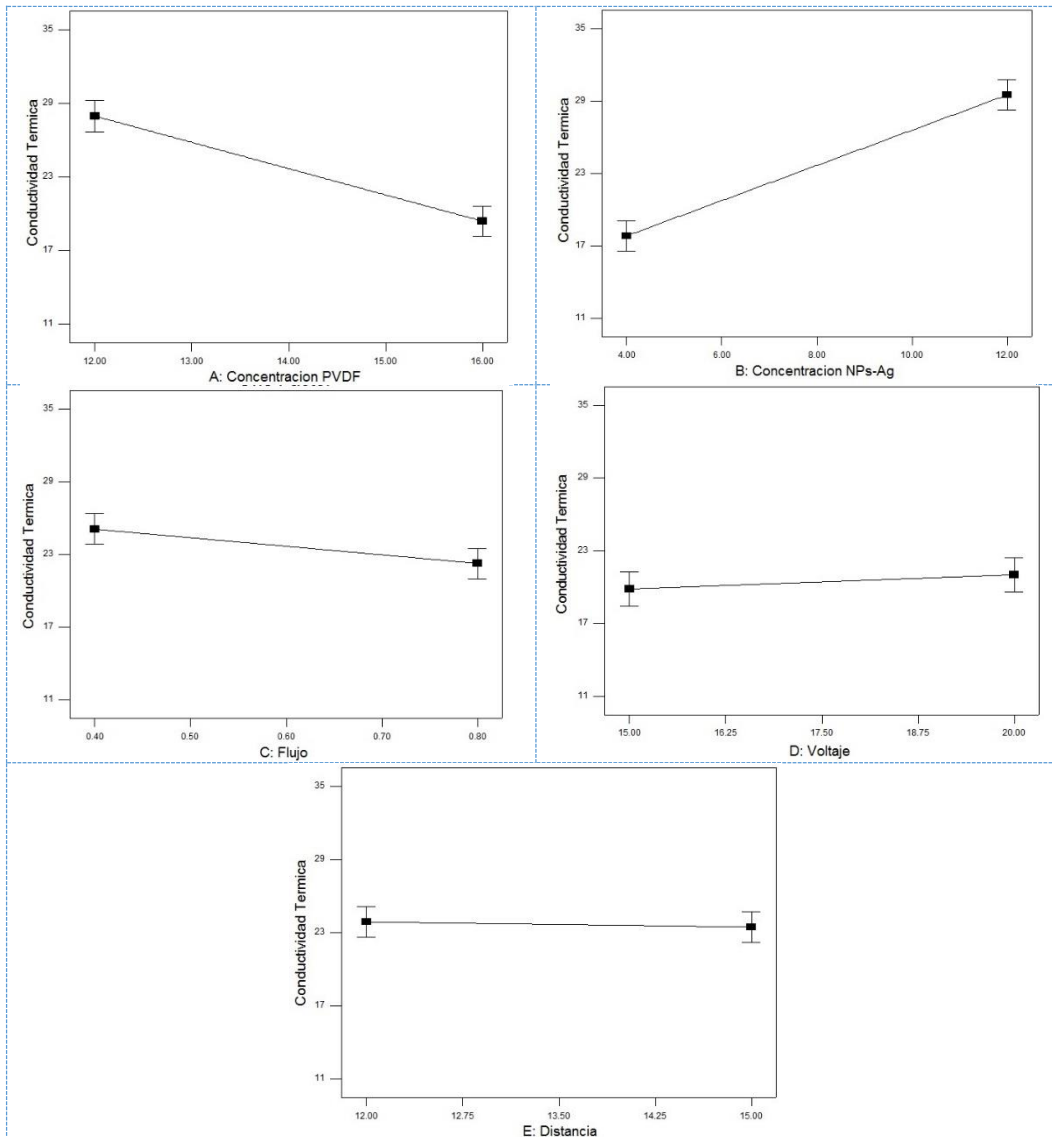 35
29
23
17
11
Conductividad Termica
12.00 13.00 14.00 15.00 16.00
A: Concentracion PVDF
35
29
23
17
11
Conductividad Termica
4.00 6.00 8.00 10.00 12.00
B: Concentracion NPs-Ag
35
29
23
17
11
Conductividad Termica
0.40 0.50 0.60 0.70 0.80
C: Flujo
35
29
23
17
11
Conductividad Termica
15.00 16.25 17.50 18.75 20.00
D: Voltaje
35
29
23
17
11
Conductividad Termica
12.00 12.75 13.50 14.25 15.00
E: Distancia